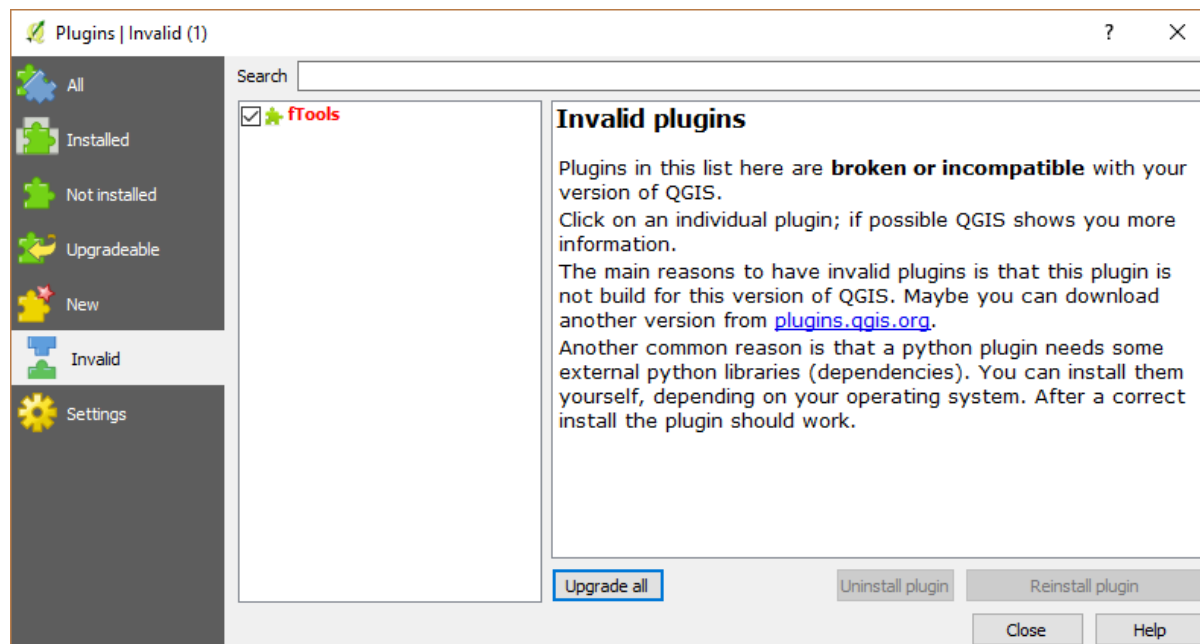 Plugins | Invalid (1)
?
All
Installed
Not installed
Upgradeable
New
Invalid
Settings
Search
fTools
Invalid plugins
Plugins in this list here are broken or incompatible with your
version of QGIS.
Click on an individual plugin; if possible QGIS shows you more
information.
The main reasons to have invalid plugins is that this plugin is
not build for this version of QGIS. Maybe you can download
another version from plugins.qgis.org.
Another common reason is that a python plugin needs some
external python libraries (dependencies). You can install them
yourself, depending on your operating system. After a correct
install the plugin should work.
Upgrade all
Uninstall plugin
Reinstall plugin
Close
Help